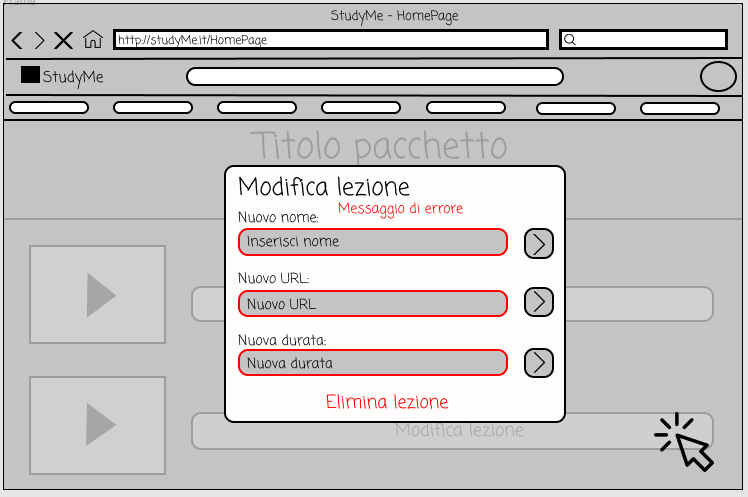 Frame
StudyMe - HomePage
http://studyMe.it/HomePage
StudyMe
Titolo pacchetto
Modifica lezione
Messaggio di errore
Nuovo nome:
Inserisci nome
Nuovo URL:
Nuovo URL
Nuova durata:
Nuova durata
Elimina lezione
Modifica lezione